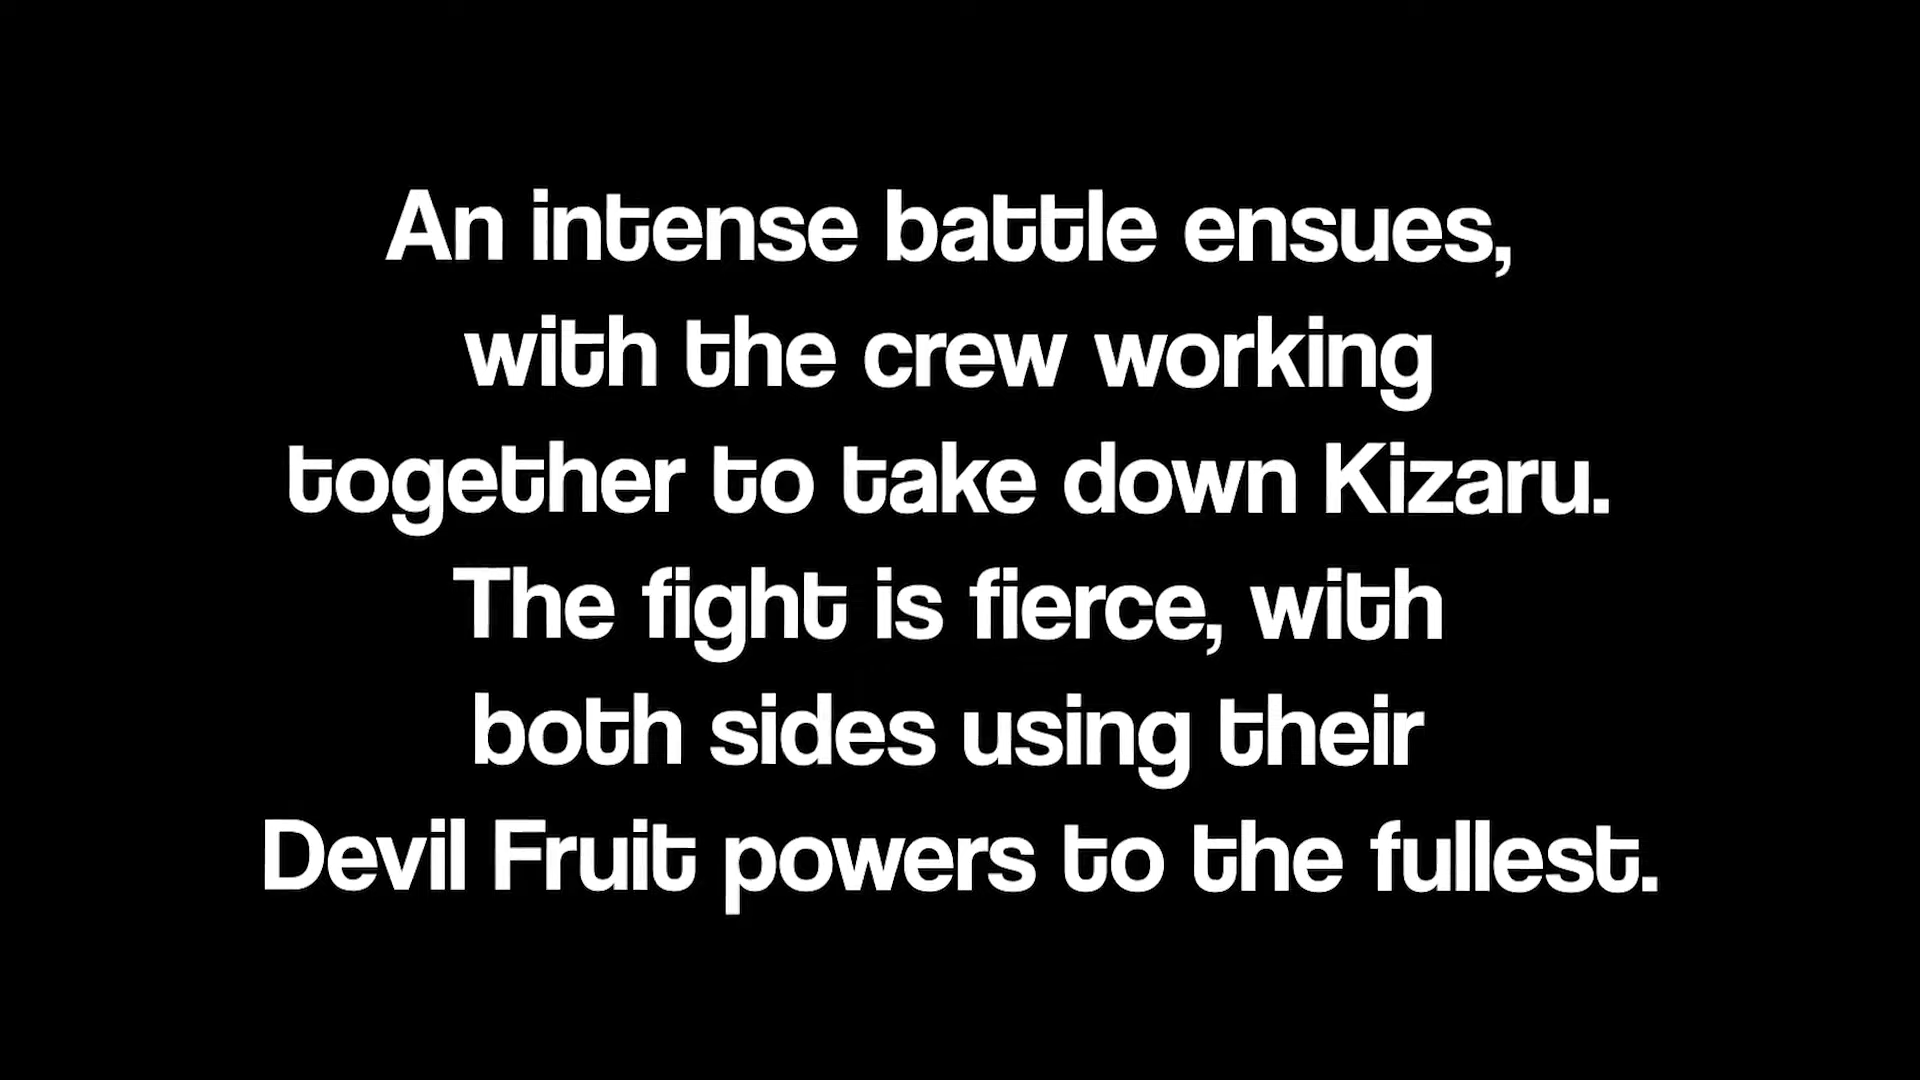 An intense battle ensues,
with the crew working
together to take down Kizaru.
The fight is fierce, with
both sides using their
Devil Fruit powers to the fullest.